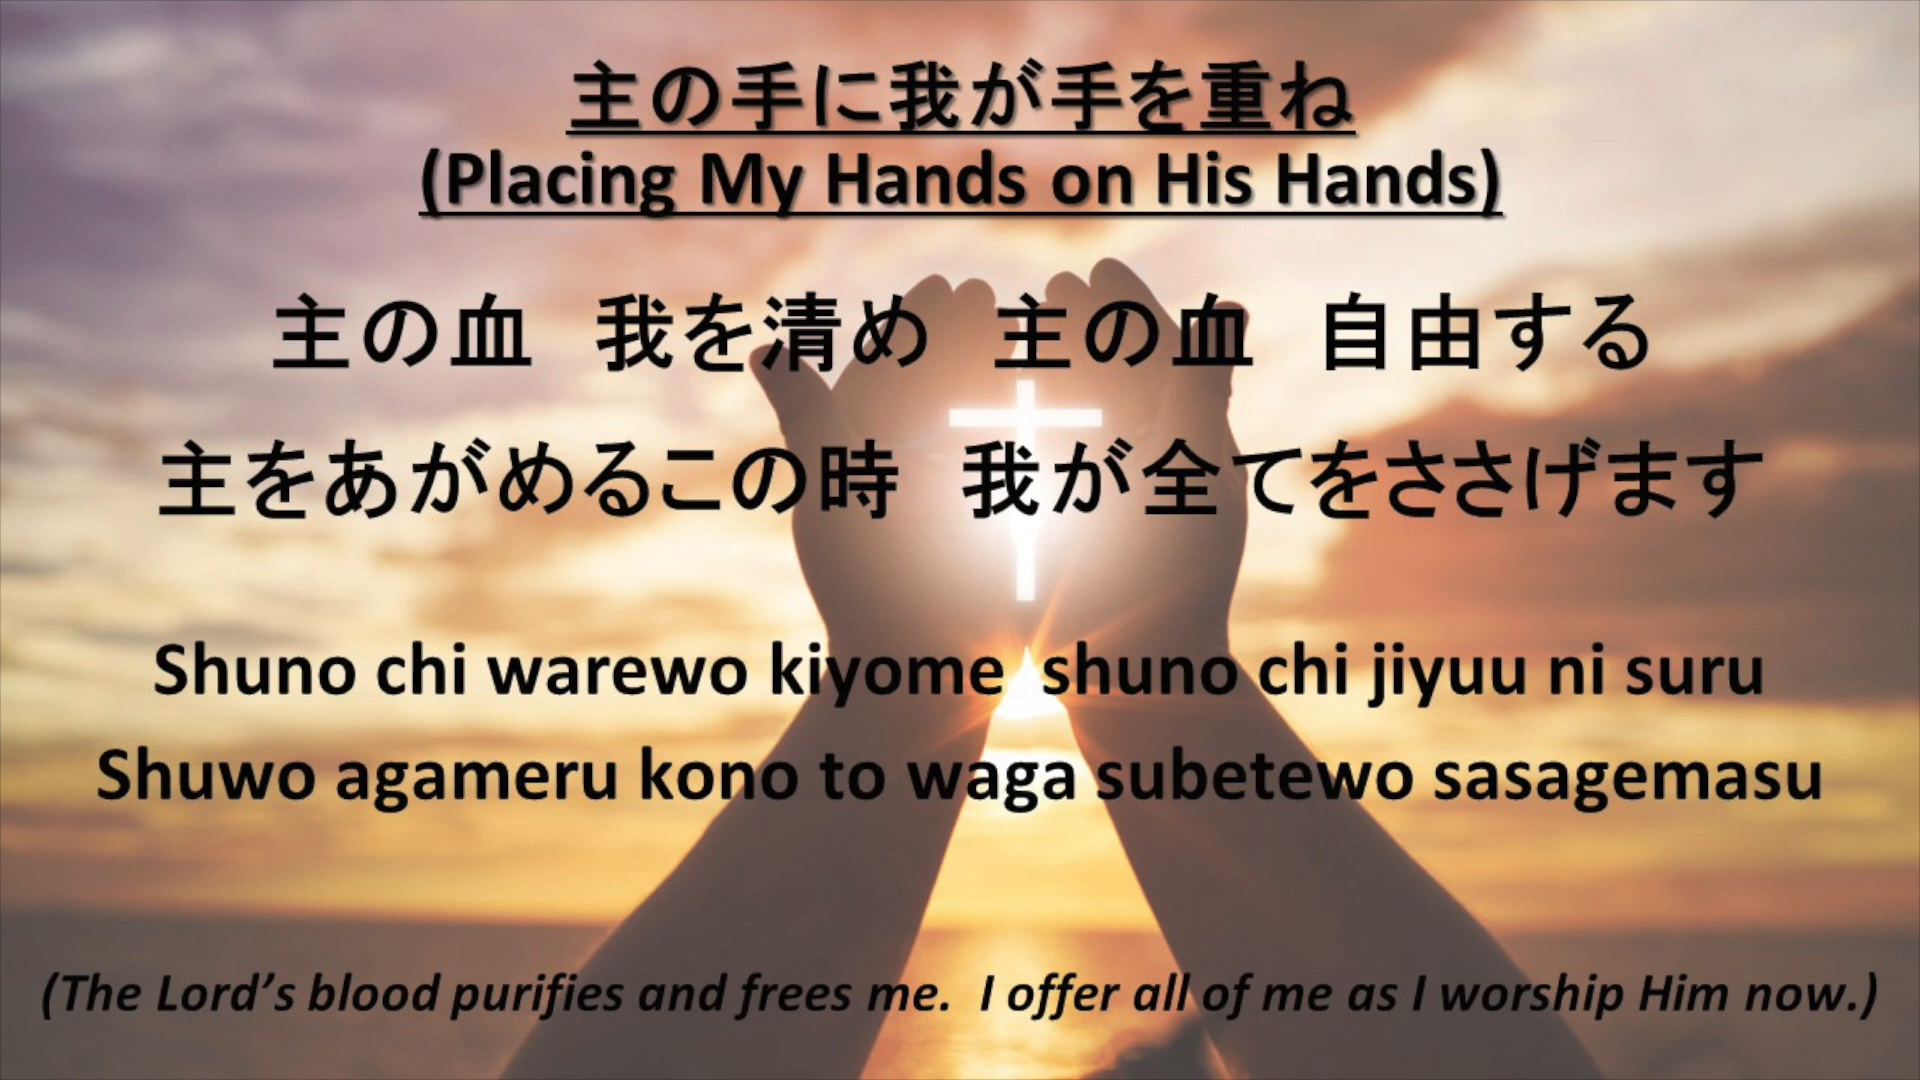 主の手に我が手を重ね
(Placing My Hands on His Hands)
主の血　我を清め　主の血　自由する
主をあがめるこの時　我が全てをささげます
Shuno chi warewo kiyome  shuno chi jiyuu ni suru
Shuwo agameru kono to waga subetewo sasagemasu
(The Lord’s blood purifies and frees me.  I offer all of me as I worship Him now.)